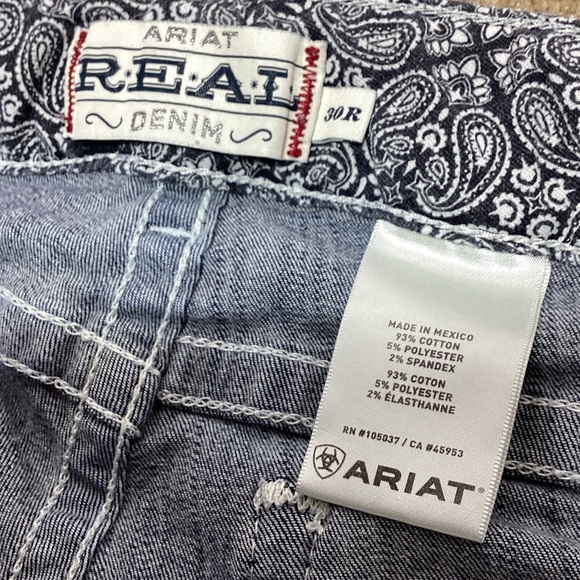 ARIAT
R·E·A·L
DENIM
30R
MADE IN MEXICO
93% COTTON
5% POLYESTER
2% SPANDEX
93% COTON
5% POLYESTER
2% ÉLASTHANNE
RN #105037 / CA #45953
ARIAT®